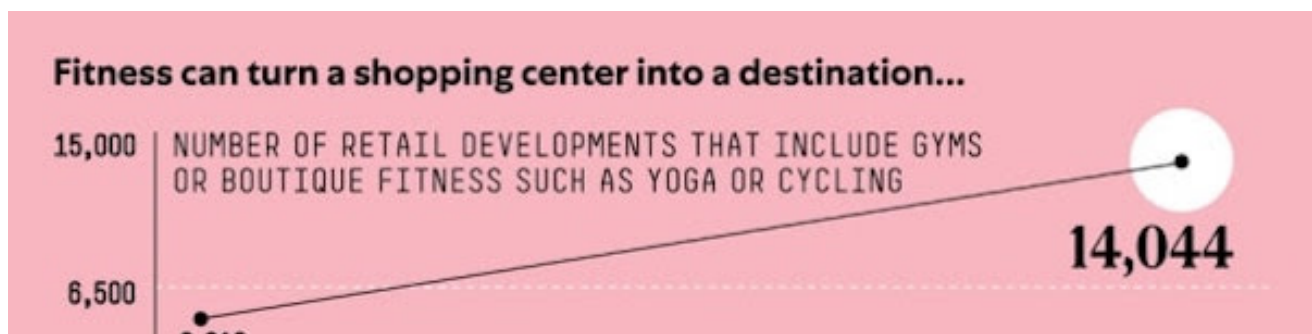 Fitness can turn a shopping center into a destination...
15,000
NUMBER OF RETAIL DEVELOPMENTS THAT INCLUDE GYMS
OR BOUTIQUE FITNESS SUCH AS YOGA OR CYCLING
14,044
6,500